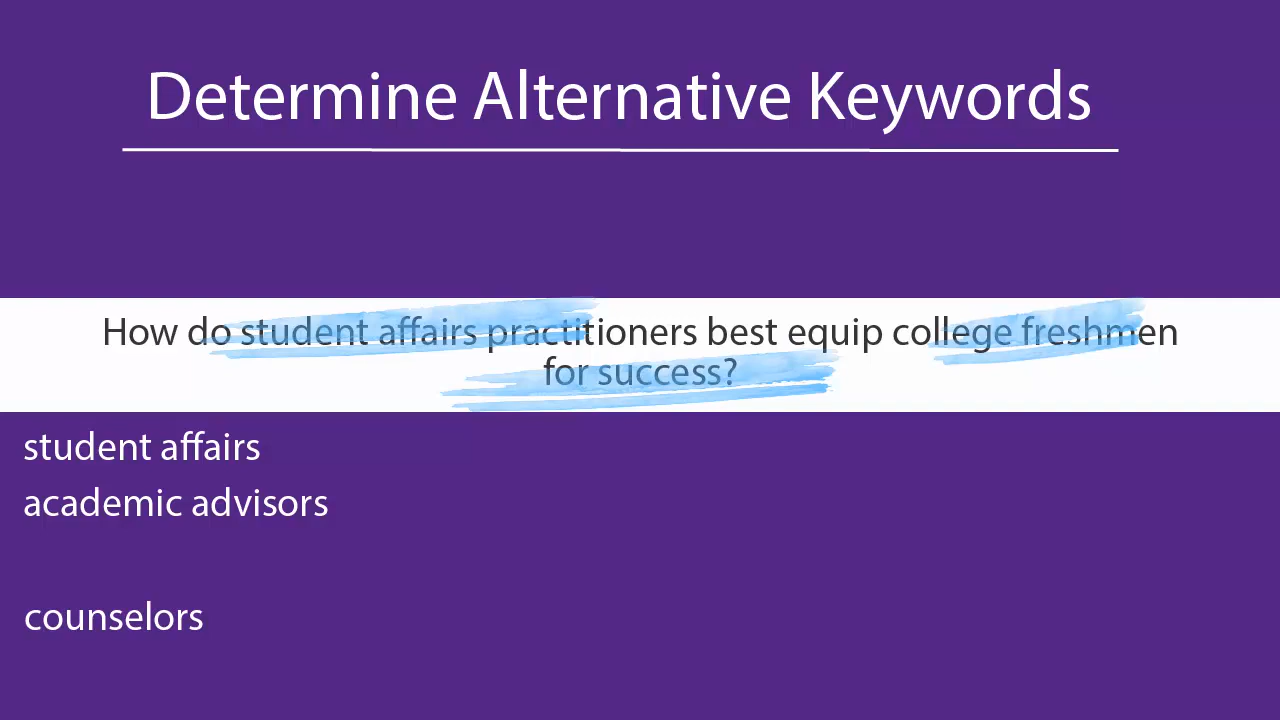 Determine Alternative Keywords
How do student affairs practitioners best equip college freshmen
for success?
student affairs
academic advisors
counselors